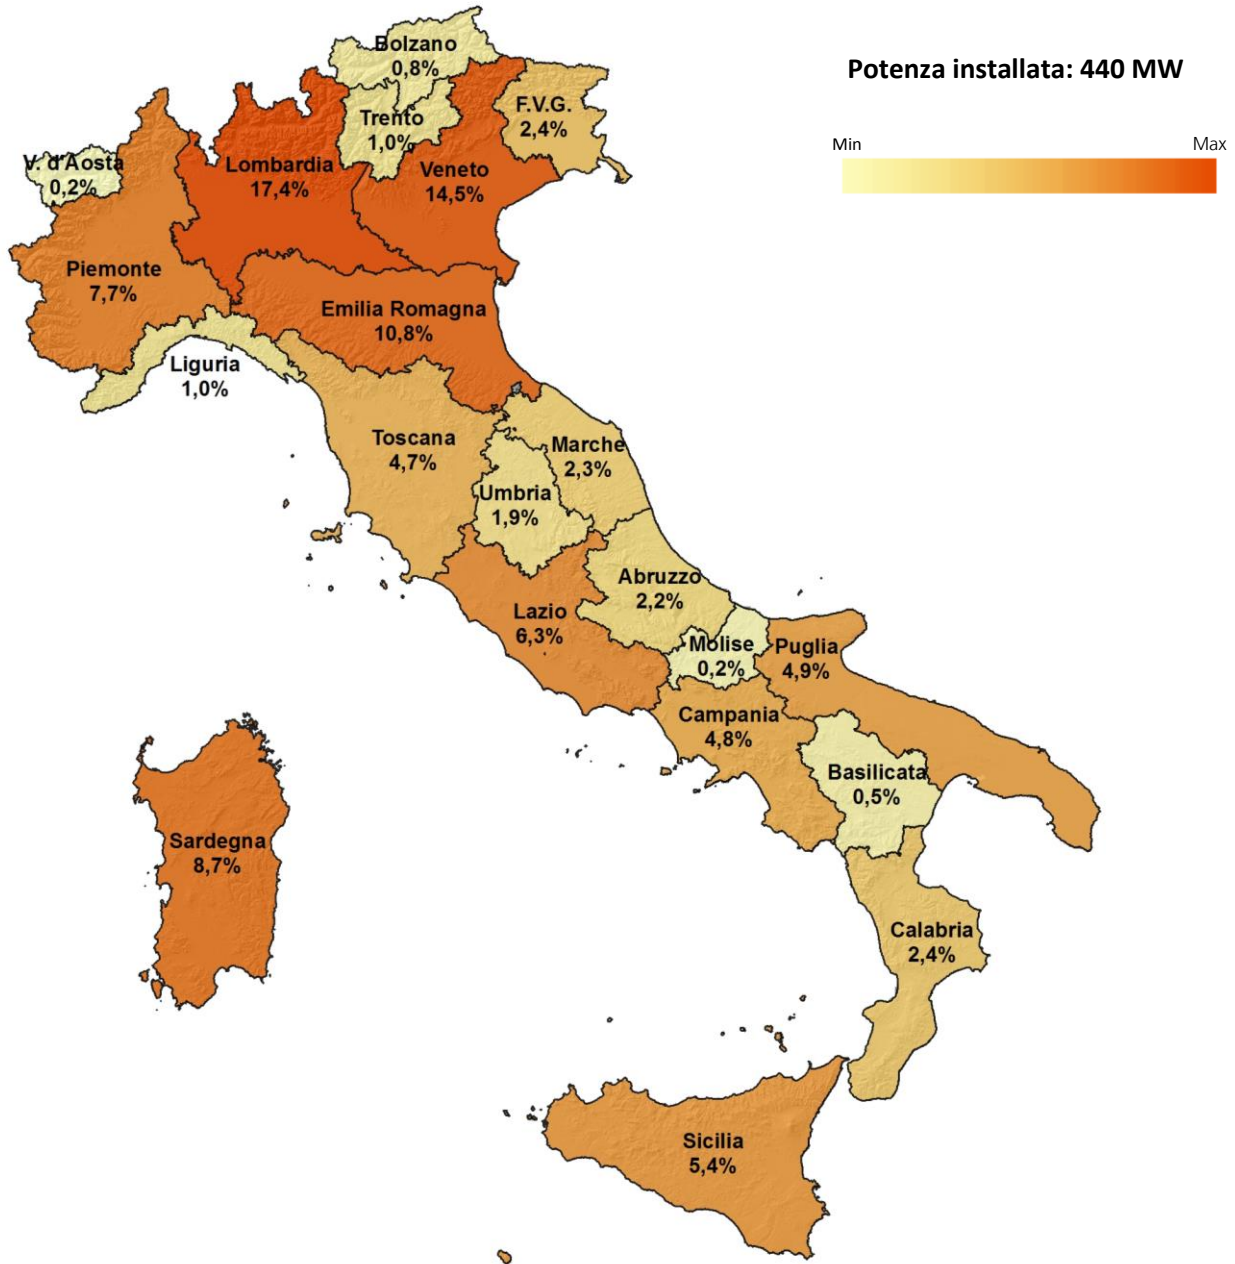 Potenza installata: 440 MW
Min
Max
Bolzano
0,8%
Trento
1,0%
F.V.G.
2,4%
V. d'Aosta
0,2%
Lombardia
17,4%
Veneto
14,5%
Piemonte
7,7%
Emilia Romagna
10,8%
Liguria
1,0%
Toscana
4,7%
Marche
2,3%
Umbria
1,9%
Abruzzo
2,2%
Lazio
6,3%
Molise
0,2%
Puglia
4,9%
Campania
4,8%
Basilicata
0,5%
Sardegna
8,7%
Calabria
2,4%
Sicilia
5,4%